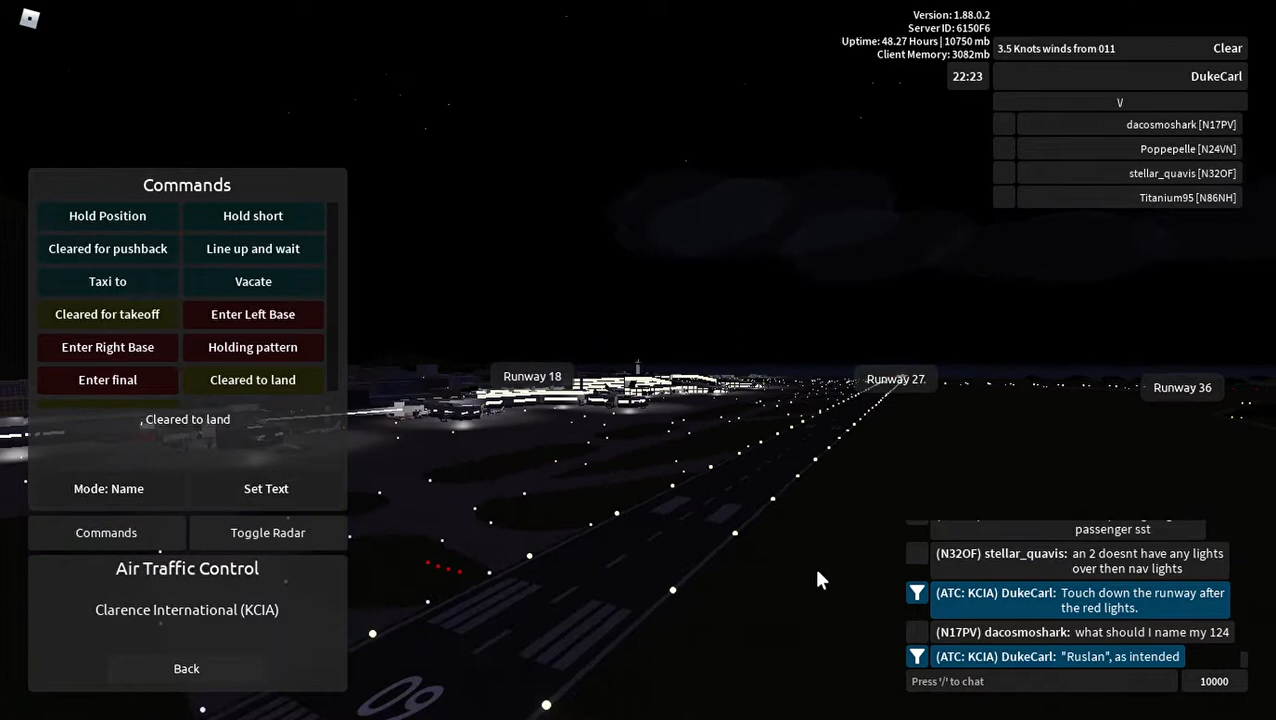 Version: 1.88.0.2
Server ID: 6150F6
Uptime: 48.27 Hours | 10750 mb
Client Memory: 3082mb
22:23
3.5 Knots winds from 011 Clear
DukeCarl
V
dacosmoshark [N17PV]
Poppepelle [N24VN]
stellar_quavis [N32OF]
Titanium95 [N86NH]
Commands
Hold Position Hold short
Cleared for pushback Line up and wait
Taxi to Vacate
Cleared for takeoff Enter Left Base
Enter Right Base Holding pattern
Enter final Cleared to land
, Cleared to land
Mode: Name Set Text
Commands Toggle Radar
Air Traffic Control
Clarence International (KCIA)
Back
Runway 18
Runway 27
Runway 36
09
passenger sst
(N32OF) stellar_quavis: an 2 doesnt have any lights
over then nav lights
(ATC: KCIA) DukeCarl: Touch down the runway after
the red lights.
(N17PV) dacosmoshark: what should I name my 124
(ATC: KCIA) DukeCarl: "Ruslan", as intended
Press '/' to chat 10000